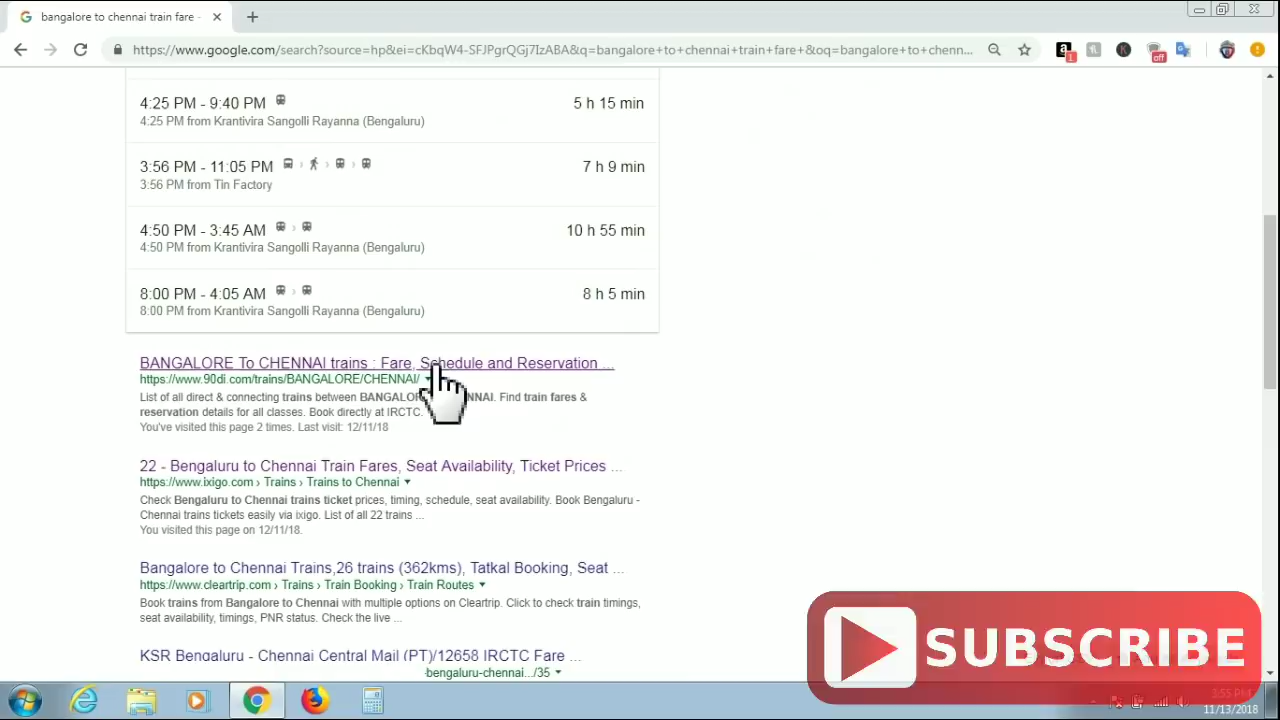 bangalore to chennai train fare -
https://www.google.com/search?source=hp&ei=cKbqW4-SFJPgrQGj7IzABA&q=bangalore+to+chennai+train+fare+&oq=bangalore+to+chenn...
1
off
4:25 PM - 9:40 PM
5 h 15 min
4:25 PM from Krantivira Sangolli Rayanna (Bengaluru)
3:56 PM - 11:05 PM
7 h 9 min
3:56 PM from Tin Factory
4:50 PM - 3:45 AM
10 h 55 min
4:50 PM from Krantivira Sangolli Rayanna (Bengaluru)
8:00 PM - 4:05 AM
8 h 5 min
8:00 PM from Krantivira Sangolli Rayanna (Bengaluru)
BANGALORE To CHENNAI trains : Fare, Schedule and Reservation ...
https://www.90di.com/trains/BANGALORE/CHENNAI/
List of all direct & connecting trains between NNAI. Find train fares &
reservation details for all classes. Book directly at IRCTC.
You've visited this page 2 times. Last visit: 12/11/18
22 - Bengaluru to Chennai Train Fares, Seat Availability, Ticket Prices ...
https://www.ixigo.com › Trains › Trains to Chennai
Check Bengaluru to Chennai trains ticket prices, timing, schedule, seat availability. Book Bengaluru -
Chennai trains tickets easily via ixigo. List of all 22 trains ...
You visited this page on 12/11/18.
Bangalore to Chennai Trains,26 trains (362kms), Tatkal Booking, Seat ...
https://www.cleartrip.com › Trains › Train Booking › Train Routes
Book trains from Bangalore to Chennai with multiple options on Cleartrip. Click to check train timings,
seat availability, timings, PNR status. Check the live ...
KSR Bengaluru - Chennai Central Mail (PT)/12658 IRCTC Fare ...
bengaluru-chennai.../35
SUBSCRIBE
3:55 PM
11/13/2018